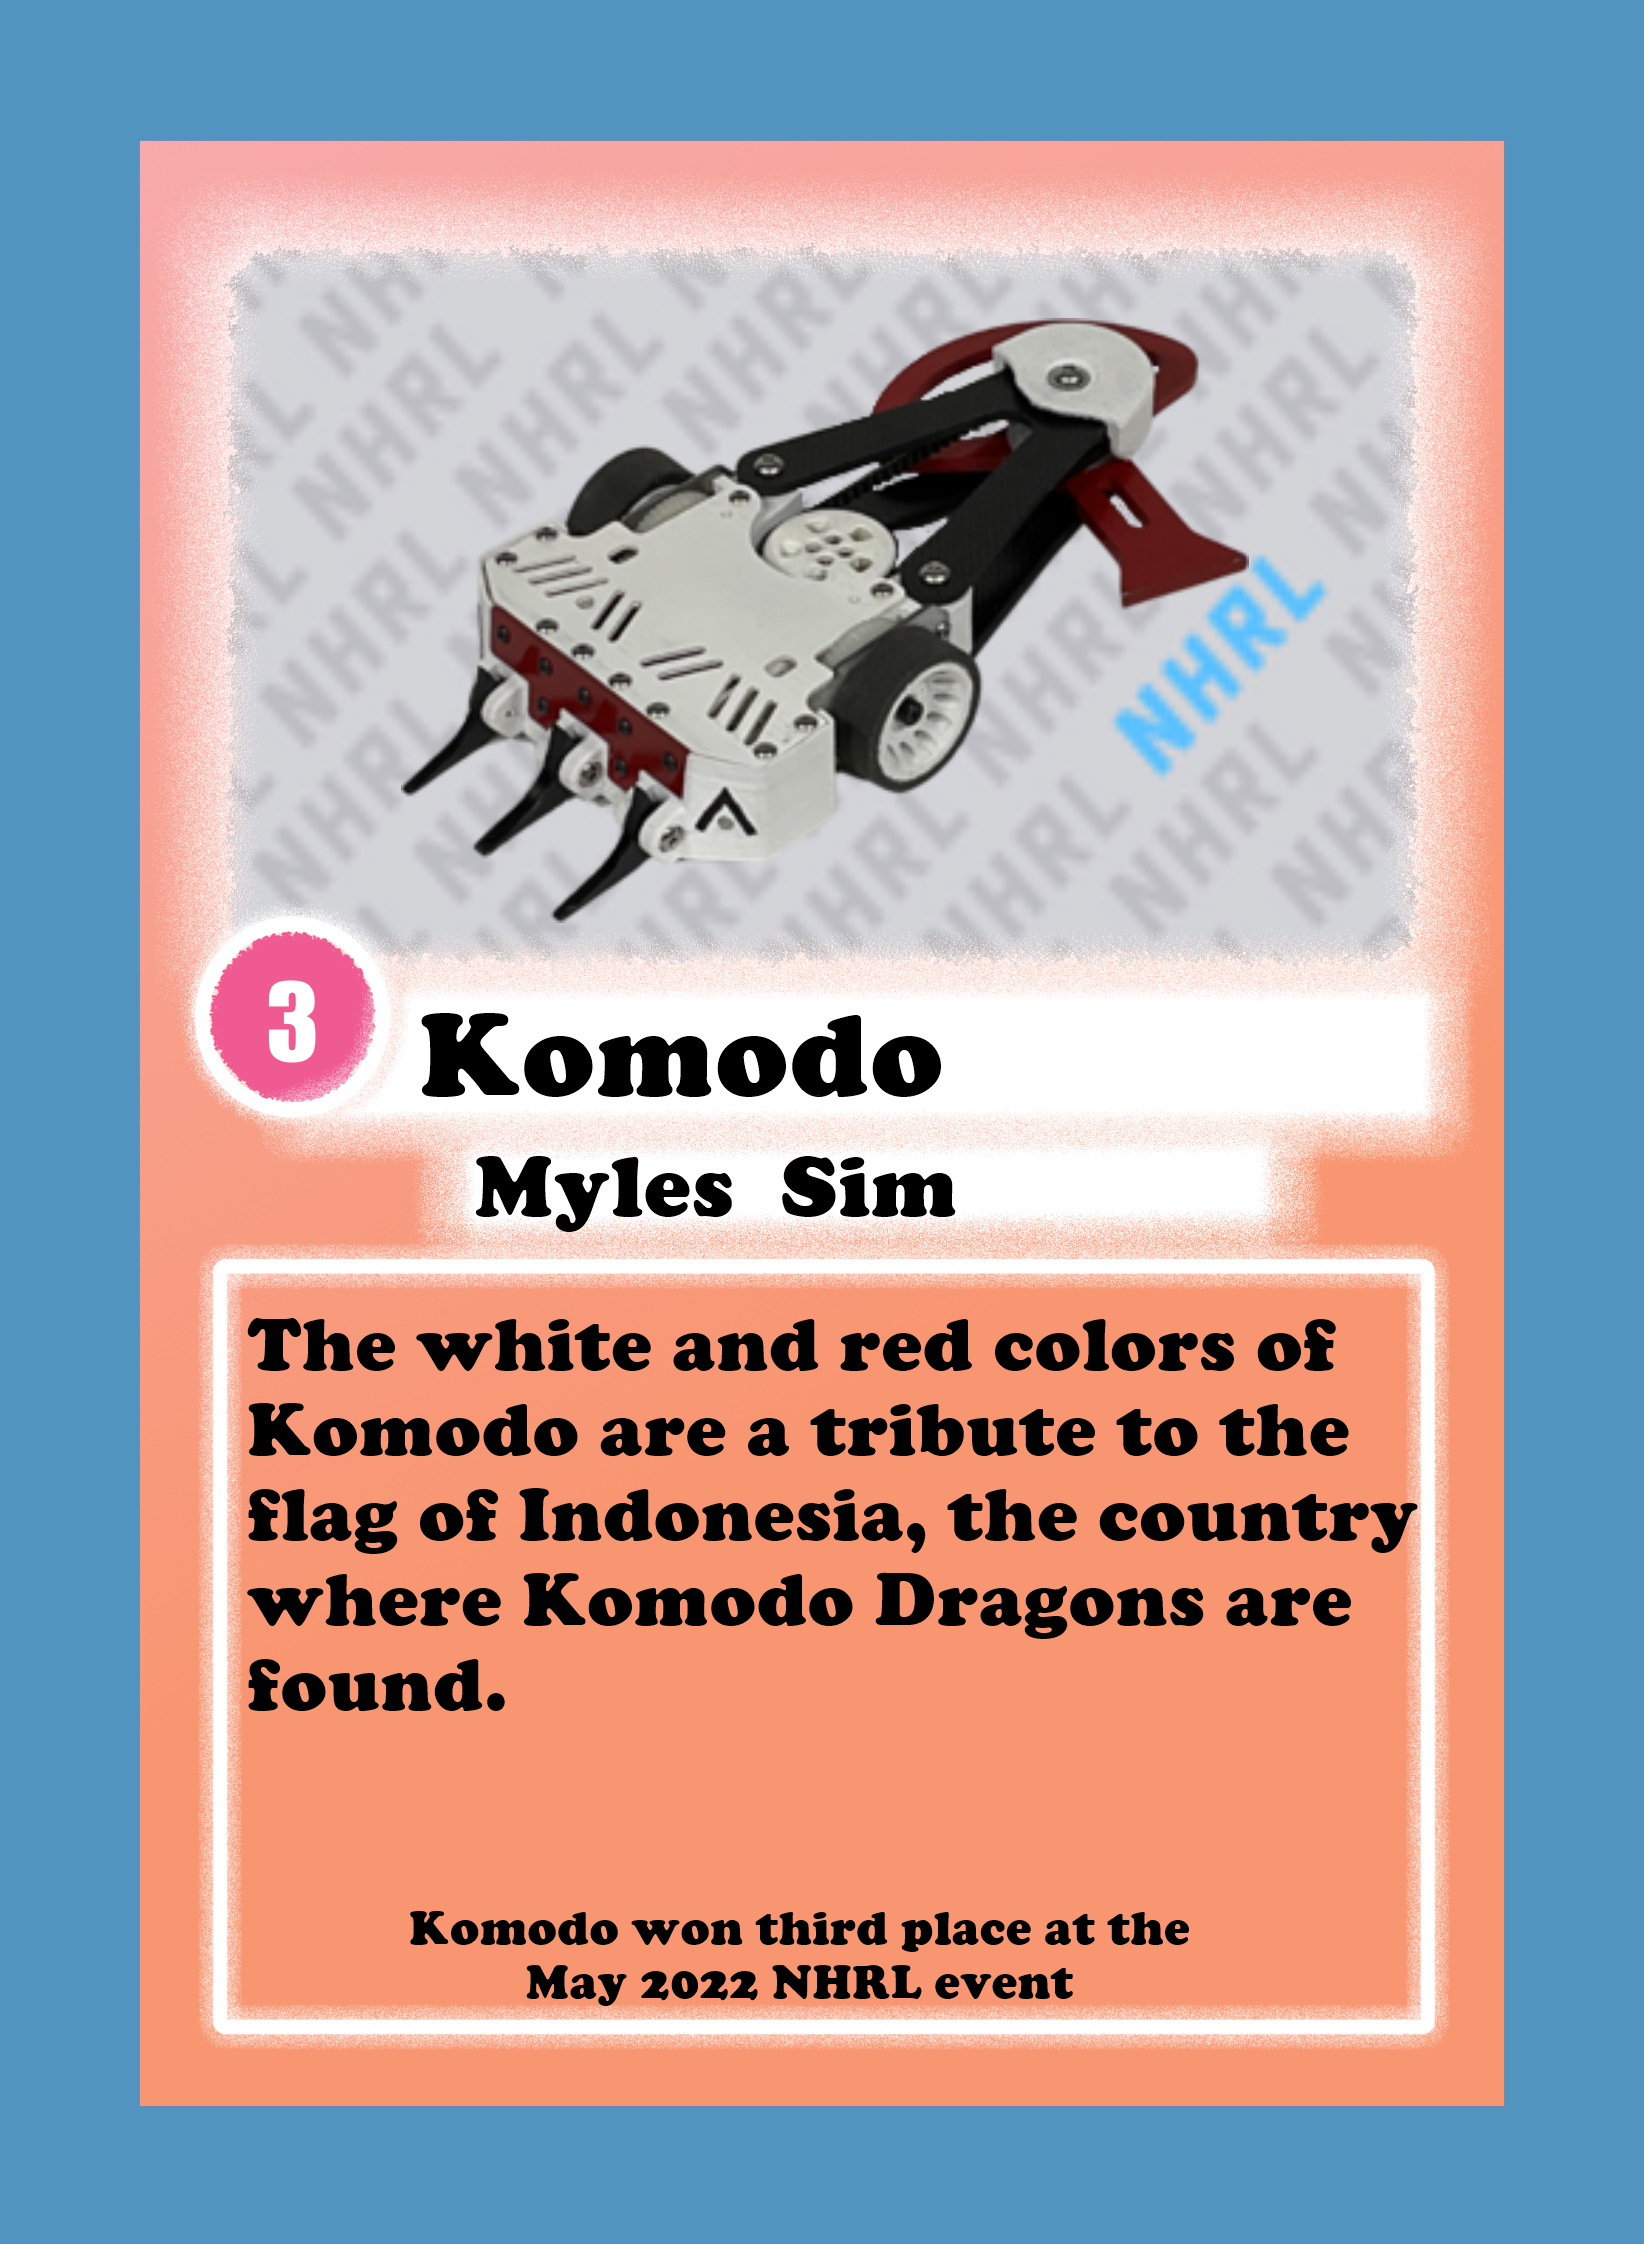 NHRL
3
Komodo
Myles Sim
The white and red colors of
Komodo are a tribute to the
flag of Indonesia, the country
where Komodo Dragons are
found.
Komodo won third place at the
May 2022 NHRL event